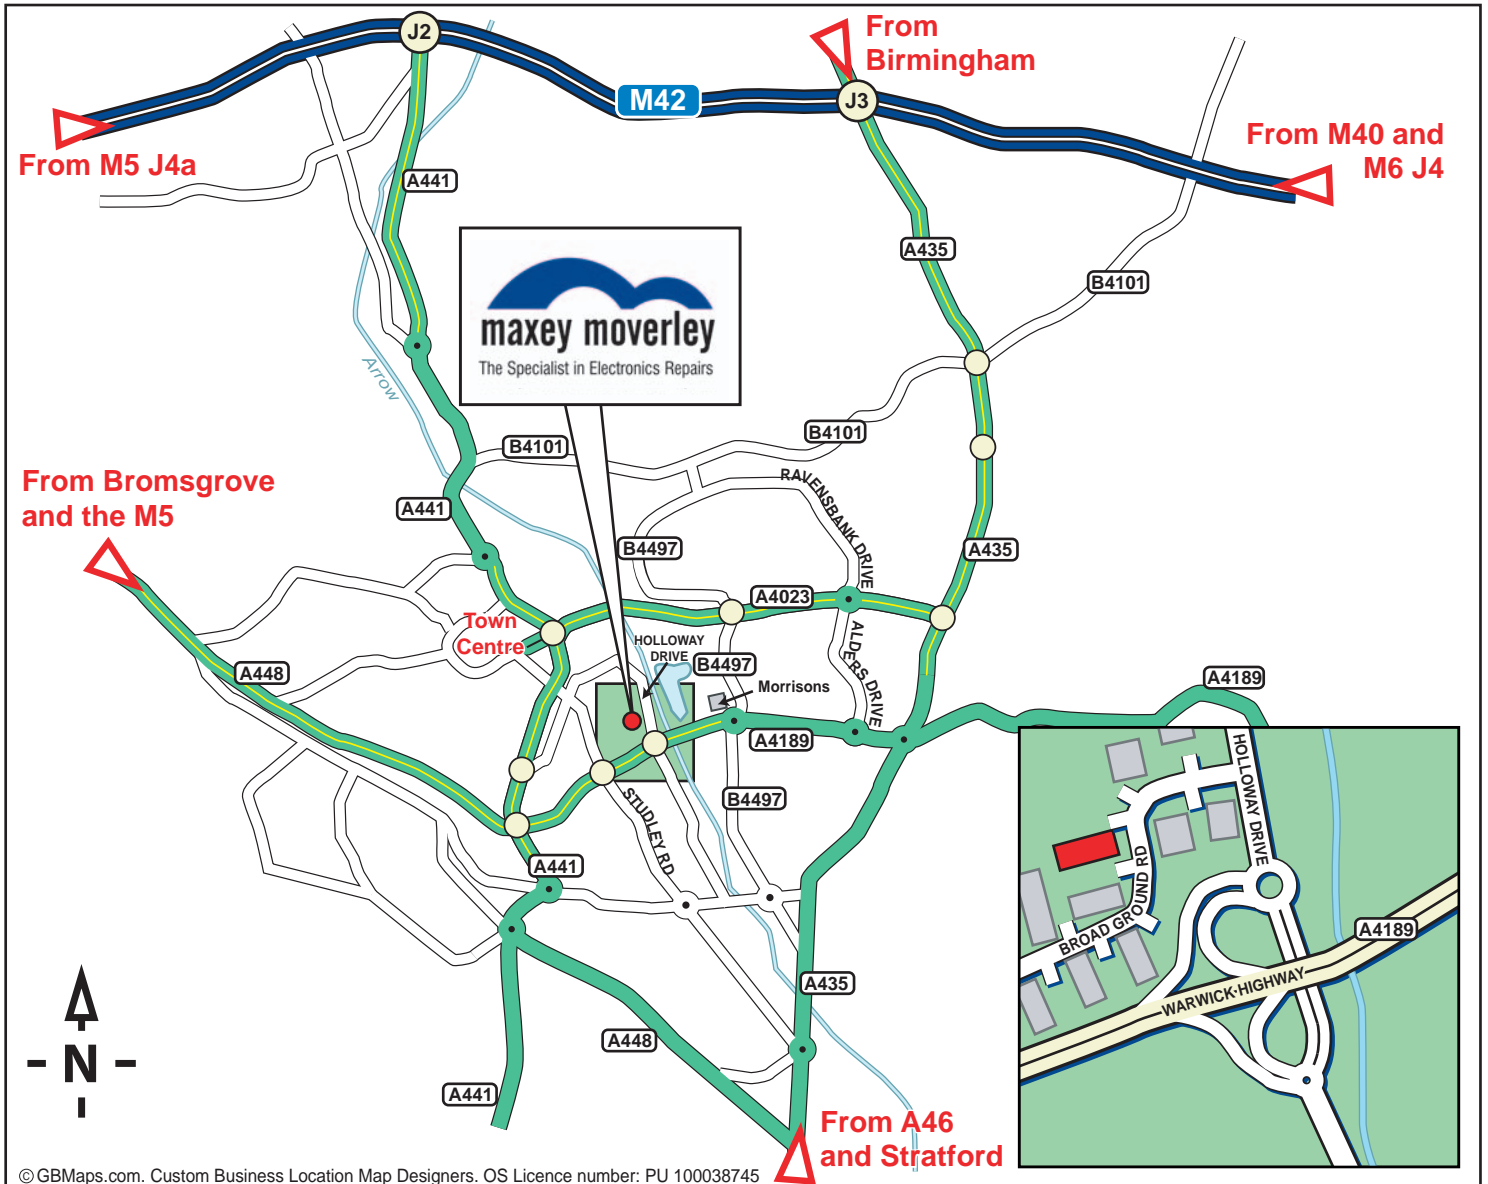 J2
From
Birmingham
M42
J3
From M40 and
M6 J4
From M5 J4a
A441
A435
B4101
maxey moverley
The Specialist in Electronics Repairs
Arrow
B4101
B4101
From Bromsgrove
and the M5
A441
RAVENSBANK DRIVE
B4497
A435
A4023
Town
Centre
HOLLOWAY
DRIVE
ALDERS DRIVE
B4497
A448
Morrisons
A4189
A4189
STUDLEY RD
B4497
A441
HOLLOWAY DRIVE
BROAD GROUND RD
A4189
WARWICK HIGHWAY
A435
A448
N
A441
From A46
and Stratford
© GBMaps.com. Custom Business Location Map Designers. OS Licence number: PU 100038745